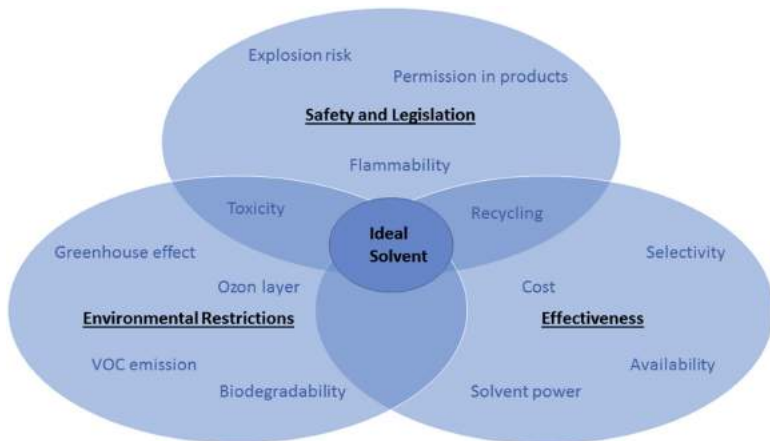 Explosion risk
Permission in products
Safety and Legislation
Flammability
Toxicity
Recycling
Ideal
Solvent
Greenhouse effect
Selectivity
Ozon layer
Cost
Environmental Restrictions
Effectiveness
VOC emission
Availability
Biodegradability
Solvent power